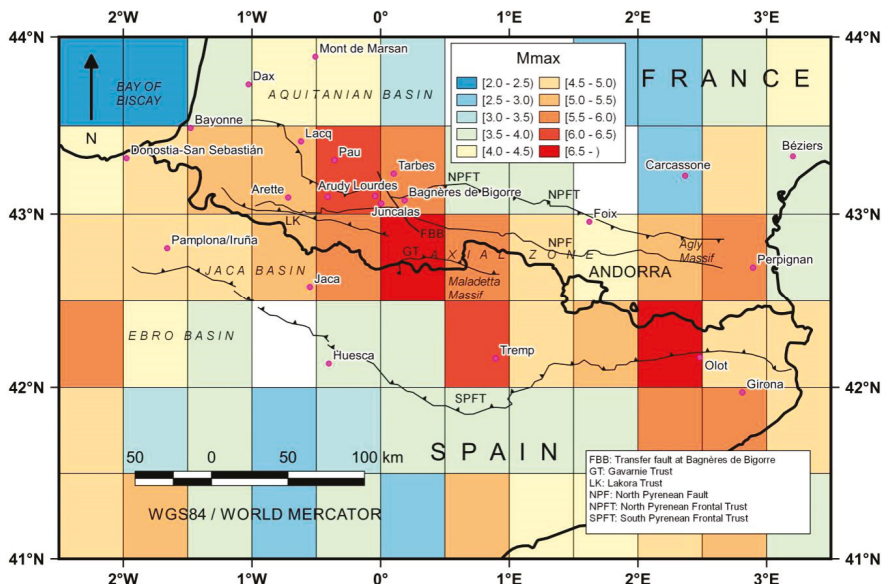 2°W 1°W 0° 1°E 2°E 3°E
44°N 44°N
Mont de Marsan
Mmax
[2.0 - 2.5) [4.5 - 5.0)
[2.5 - 3.0) [5.0 - 5.5)
[3.0 - 3.5) [5.5 - 6.0)
[3.5 - 4.0) [6.0 - 6.5)
[4.0 - 4.5) [6.5 - )
FRANCE
BAY OF
BISCAY
Dax
AQUITANIAN BASIN
N
Bayonne
Lacq
Donostia-San Sebastián
Pau
Béziers
Tarbes
Carcassone
NPFT
NPFT
Arette
Arudy
Lourdes
Bagnères de Bigorre
Juncalas
43°N 43°N
LK
Foix
FBB
Pamplona/Iruña
GT
AXIAL ZONE
NPF
Agly
Massif
JACA BASIN
ANDORRA
Perpignan
Jaca
Maladetta
Massif
EBRO BASIN
Huesca
Tremp
Olot
42°N 42°N
Girona
SPFT
SPAIN
50 0 50 100 km
WGS84 / WORLD MERCATOR
FBB: Transfer fault at Bagnères de Bigorre
GT: Gavarnie Trust
LK: Lakora Trust
NPF: North Pyrenean Fault
NPFT: North Pyrenean Frontal Trust
SPFT: South Pyrenean Frontal Trust
41°N 41°N
2°W 1°W 0° 1°E 2°E 3°E